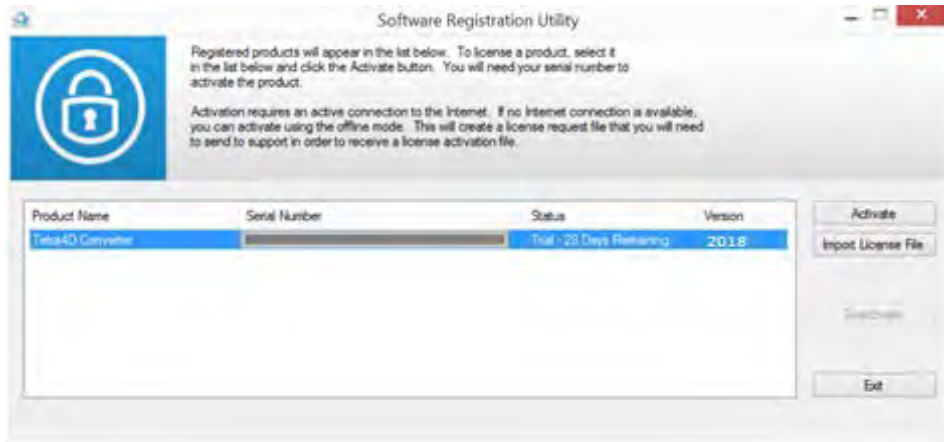 Software Registration Utility
Registered products will appear in the list below. To license a product, select it
in the list below and click the Activate button. You will need your serial number to
activate the product.
Activation requires an active connection to the Internet. If no Internet connection is available,
you can activate using the offline mode. This will create a license request file that you will need
to send to support in order to receive a license activation file.
Product Name Serial Number Status Version
Tetra4D Converter Trial - 29 Days Remaining 2018
Activate
Import License File
Deactivate
Exit